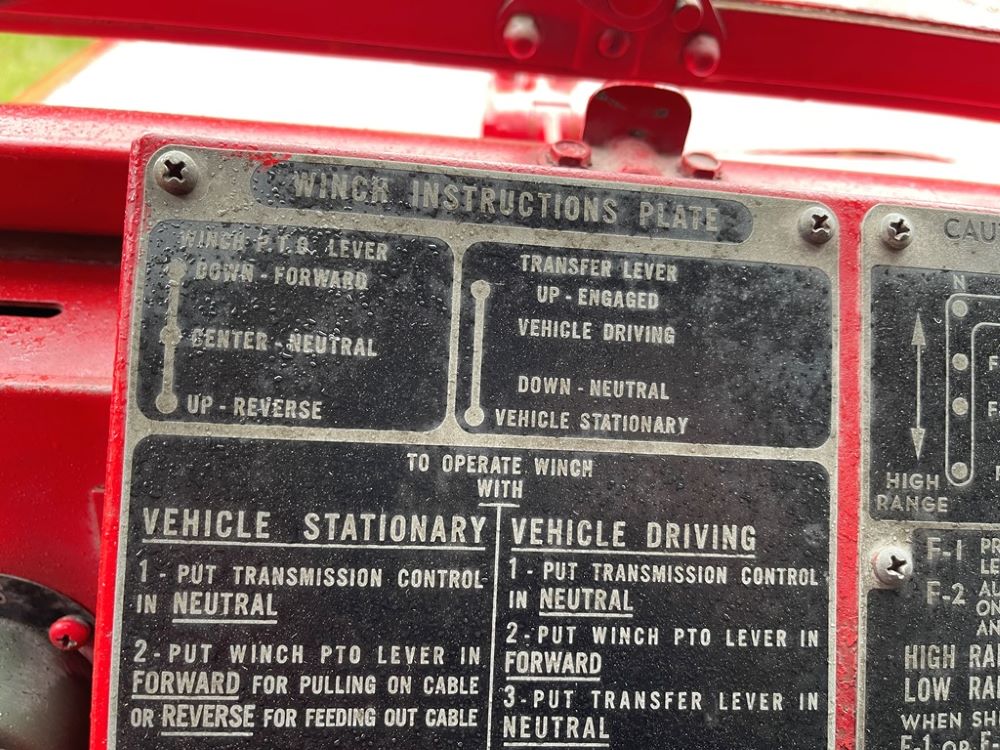 WINCH INSTRUCTIONS PLATE
WINCH P.T.O. LEVER
DOWN - FORWARD
CENTER - NEUTRAL
UP - REVERSE
TRANSFER LEVER
UP - ENGAGED
VEHICLE DRIVING
DOWN - NEUTRAL
VEHICLE STATIONARY
TO OPERATE WINCH
WITH
VEHICLE STATIONARY
1 - PUT TRANSMISSION CONTROL
IN NEUTRAL
2 - PUT WINCH PTO LEVER IN
FORWARD FOR PULLING ON CABLE
OR REVERSE FOR FEEDING OUT CABLE
VEHICLE DRIVING
1 - PUT TRANSMISSION CONTROL
IN NEUTRAL
2 - PUT WINCH PTO LEVER IN
FORWARD
3 - PUT TRANSFER LEVER IN
NEUTRAL
N
HIGH
RANGE
F-1
F-2
HIGH
LOW
WHEN